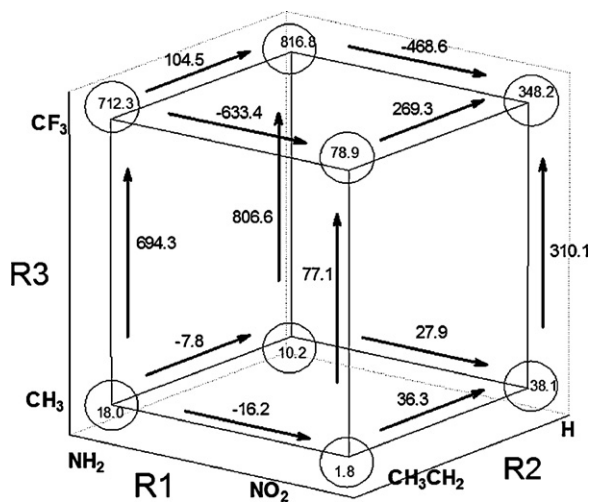 104.5
816.8
-468.6
712.3
-633.4
269.3
348.2
CF3
78.9
694.3
806.6
77.1
310.1
R3
-7.8
10.2
27.9
CH3
18.0
-16.2
36.3
38.1
H
NH2
R1
NO2
1.8
CH3CH2
R2